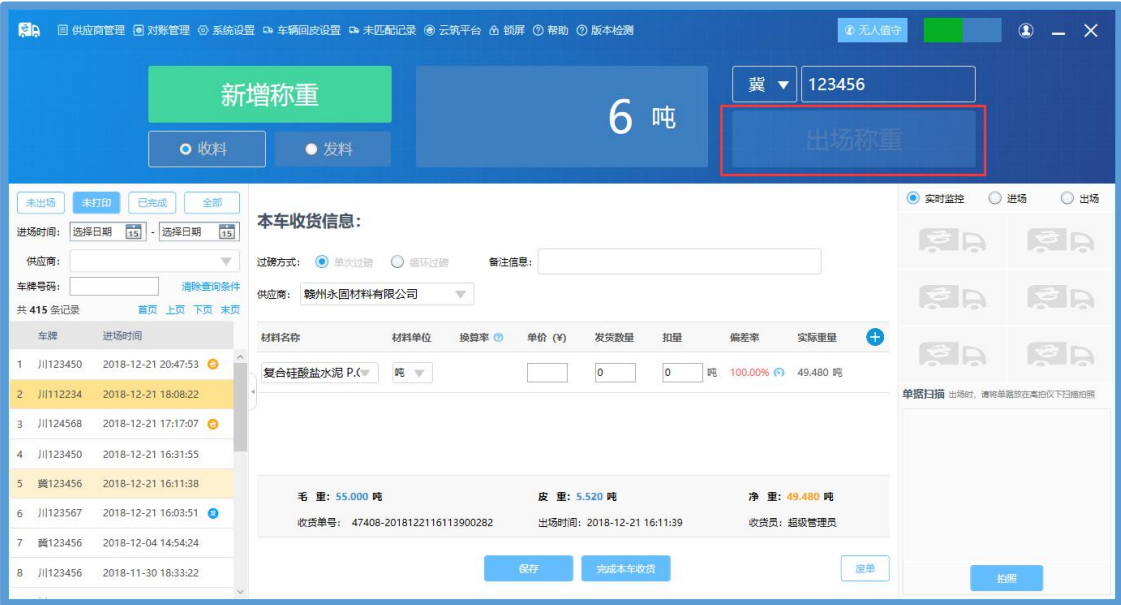 供应商管理 对账管理 系统设置 车辆回皮设置 未匹配记录 云筑平台 锁屏 帮助 版本检测 无人值守
新增称重
收料 发料
6 吨
冀 123456
出场称重
未出场 未打印 已完成 全部
进场时间: 选择日期 15 - 选择日期 15
供应商:
车牌号码: 清除查询条件
共 415 条记录 首页 上页 下页 末页
车牌 进场时间
1 川123450 2018-12-21 20:47:53
2 川112234 2018-12-21 18:08:22
3 川124568 2018-12-21 17:17:07
4 川123450 2018-12-21 16:31:55
5 冀123456 2018-12-21 16:11:38
6 川123567 2018-12-21 16:03:51 发
7 冀123456 2018-12-04 14:54:24
8 川123456 2018-11-30 18:33:22
本车收货信息:
过磅方式: 单次过磅 循环过磅 备注信息:
供应商: 赣州永固材料有限公司
材料名称 材料单位 换算率 单价 (¥) 发货数量 扣量 偏差率 实际重量
复合硅酸盐水泥 P.( 吨 0 0 吨 100.00% 49.480 吨
毛 重: 55.000 吨 皮 重: 5.520 吨 净 重: 49.480 吨
收货单号: 47408-2018122116113900282 出场时间: 2018-12-21 16:11:39 收货员: 超级管理员
保存 完成本车收货 废单
实时监控 进场 出场
单据扫描 出场时，请将单据放在高拍仪下扫描拍照
拍照